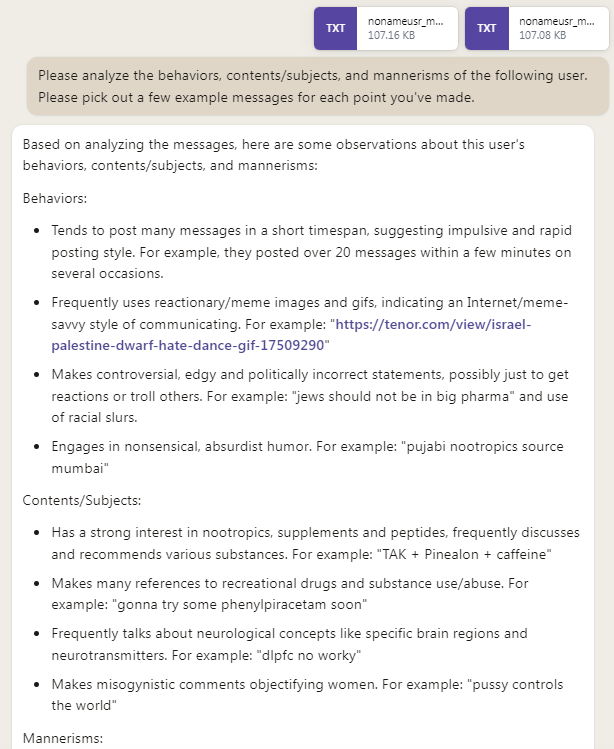 TXT
nonameusr_m...
107.16 KB
TXT
nonameusr_m...
107.08 KB
Please analyze the behaviors, contents/subjects, and mannerisms of the following user.
Please pick out a few example messages for each point you've made.
Based on analyzing the messages, here are some observations about this user's
behaviors, contents/subjects, and mannerisms:
Behaviors:
• Tends to post many messages in a short timespan, suggesting impulsive and rapid
posting style. For example, they posted over 20 messages within a few minutes on
several occasions.
• Frequently uses reactionary/meme images and gifs, indicating an Internet/meme-
savvy style of communicating. For example: "https://tenor.com/view/israel-
palestine-dwarf-hate-dance-gif-17509290"
• Makes controversial, edgy and politically incorrect statements, possibly just to get
reactions or troll others. For example: "jews should not be in big pharma" and use
of racial slurs.
• Engages in nonsensical, absurdist humor. For example: "pujabi nootropics source
mumbai"
Contents/Subjects:
• Has a strong interest in nootropics, supplements and peptides, frequently discusses
and recommends various substances. For example: "TAK + Pinealon + caffeine"
• Makes many references to recreational drugs and substance use/abuse. For
example: "gonna try some phenylpiracetam soon"
• Frequently talks about neurological concepts like specific brain regions and
neurotransmitters. For example: "dlpfc no worky"
• Makes misogynistic comments objectifying women. For example: "pussy controls
the world"
Mannerisms: